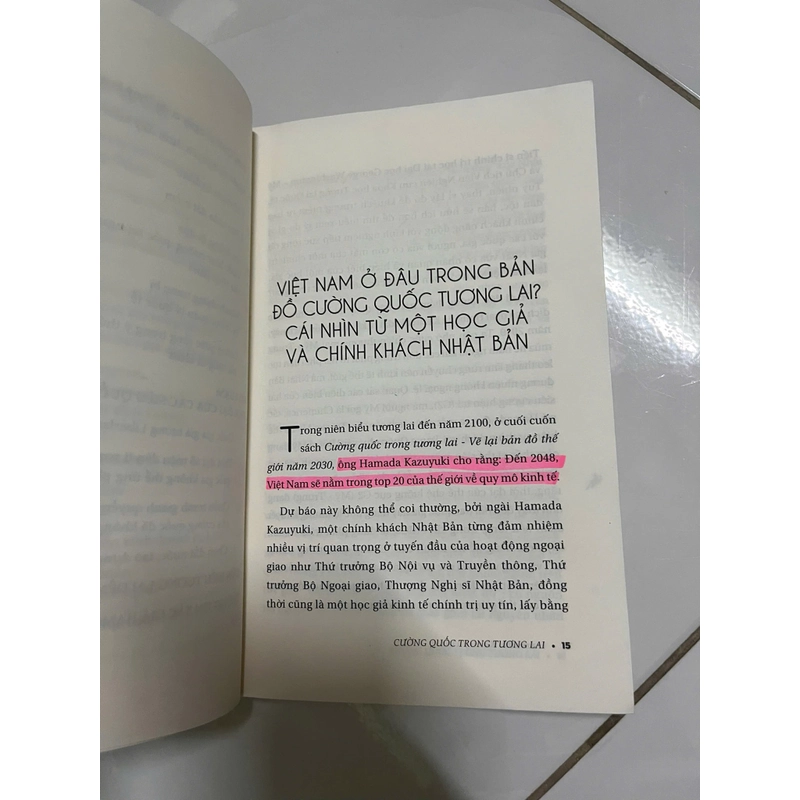 VIỆT NAM Ở ĐÂU TRONG BẢN
ĐỒ CƯỜNG QUỐC TƯƠNG LAI?
CÁI NHÌN TỪ MỘT HỌC GIẢ
VÀ CHÍNH KHÁCH NHẬT BẢN
Trong niên biểu tương lai đến năm 2100, ở cuối cuốn
sách Cường quốc trong tương lai - Vẽ lại bản đồ thế
giới năm 2030, ông Hamada Kazuyuki cho rằng: Đến 2048,
Việt Nam sẽ nằm trong top 20 của thế giới về quy mô kinh tế.
Dự báo này không thể coi thường, bởi ngài Hamada
Kazuyuki, một chính khách Nhật Bản từng đảm nhiệm
nhiều vị trí quan trọng ở tuyến đầu của hoạt động ngoại
giao như Thứ trưởng Bộ Nội vụ và Truyền thông, Thứ
trưởng Bộ Ngoại giao, Thượng Nghị sĩ Nhật Bản, đồng
thời cũng là một học giả kinh tế chính trị uy tín, lấy bằng
CƯỜNG QUỐC TRONG TƯƠNG LAI • 15